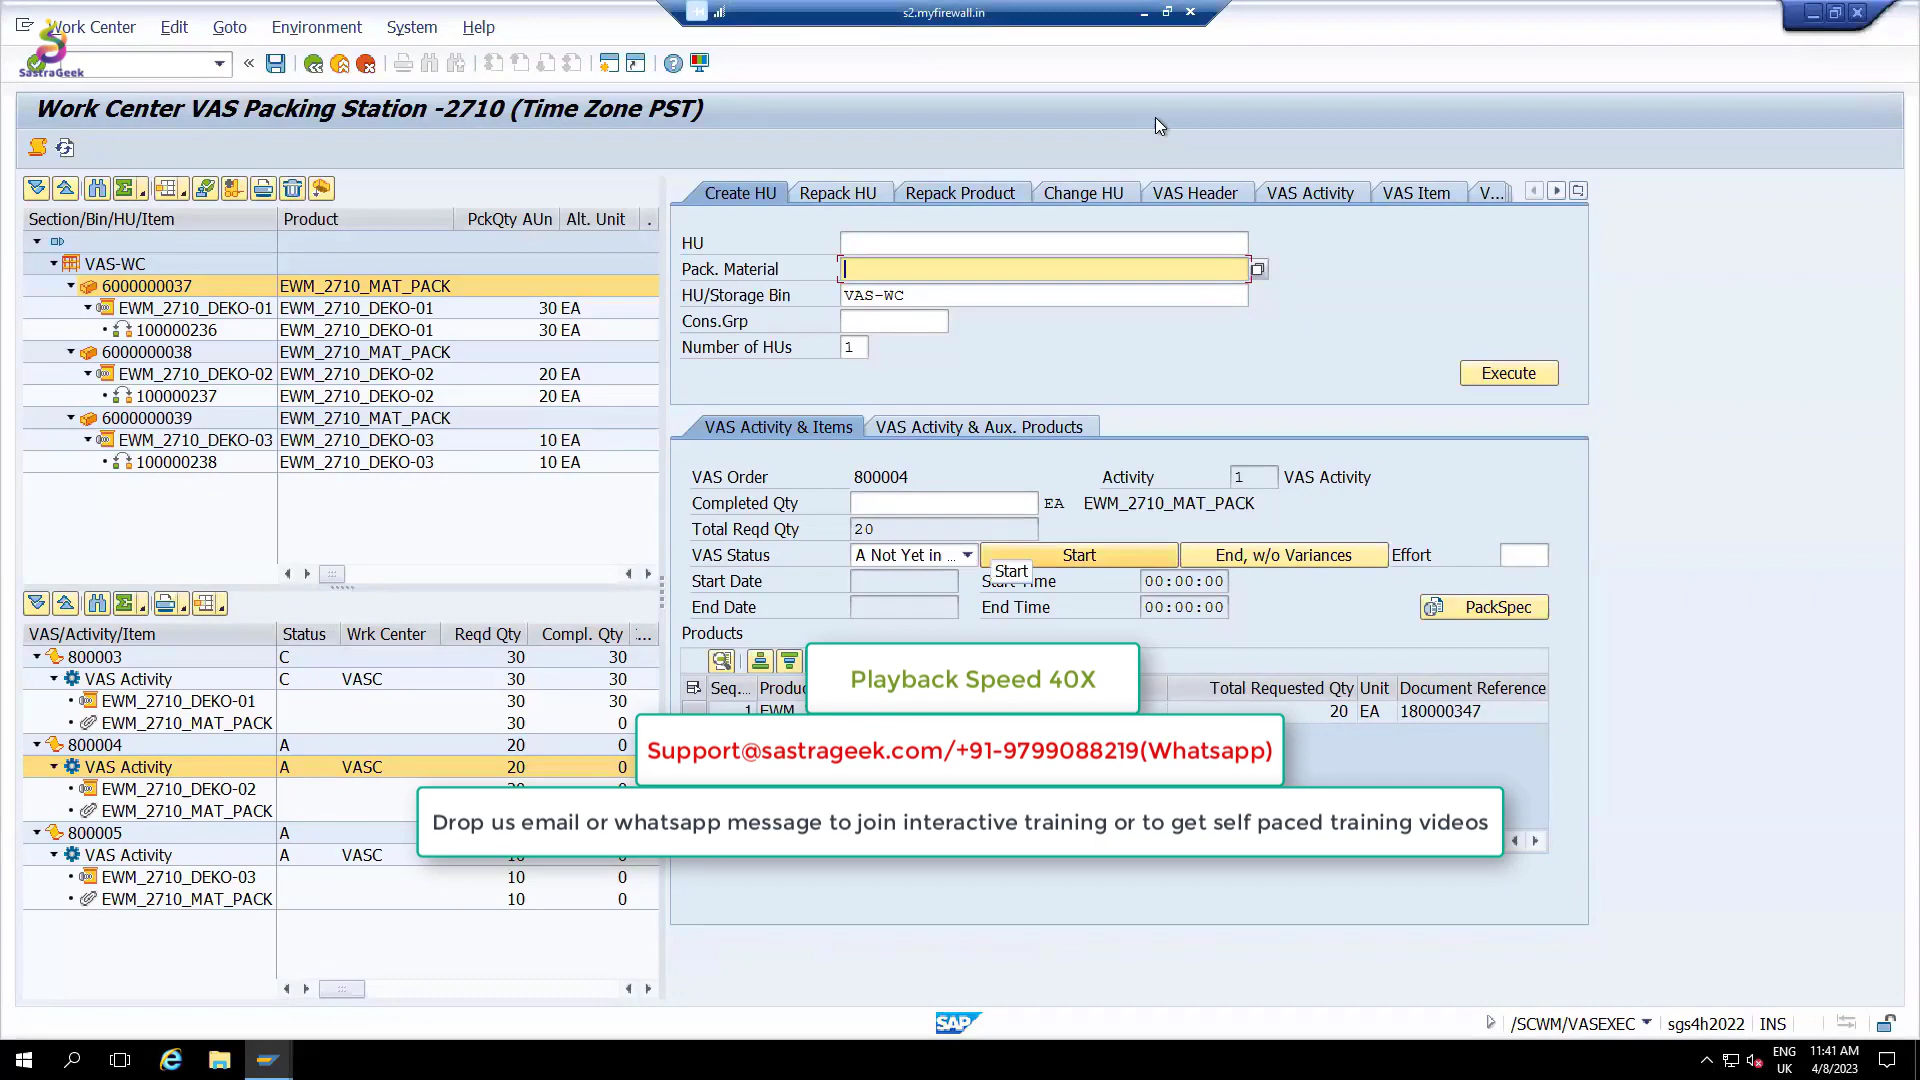 s2.myfirewall.in
Work Center Edit Goto Environment System Help
SastraGeek
Work Center VAS Packing Station -2710 (Time Zone PST)
Section/Bin/HU/Item Product PckQty AUn Alt. Unit .
VAS-WC
6000000037 EWM_2710_MAT_PACK
EWM_2710_DEKO-01 EWM_2710_DEKO-01 30 EA
100000236 EWM_2710_DEKO-01 30 EA
6000000038 EWM_2710_MAT_PACK
EWM_2710_DEKO-02 EWM_2710_DEKO-02 20 EA
100000237 EWM_2710_DEKO-02 20 EA
6000000039 EWM_2710_MAT_PACK
EWM_2710_DEKO-03 EWM_2710_DEKO-03 10 EA
100000238 EWM_2710_DEKO-03 10 EA
VAS/Activity/Item Status Wrk Center Reqd Qty Compl. Qty ...
800003 C 30 30
VAS Activity C VASC 30 30
EWM_2710_DEKO-01 30 30
EWM_2710_MAT_PACK 30 0
800004 A 20 0
VAS Activity A VASC 20 0
EWM_2710_DEKO-02
EWM_2710_MAT_PACK
800005 A
VAS Activity A VASC
EWM_2710_DEKO-03 10 0
EWM_2710_MAT_PACK 10 0
Create HU Repack HU Repack Product Change HU VAS Header VAS Activity VAS Item V...
HU
Pack. Material
HU/Storage Bin VAS-WC
Cons.Grp
Number of HUs 1
Execute
VAS Activity & Items VAS Activity & Aux. Products
VAS Order 800004 Activity 1 VAS Activity
Completed Qty EA EWM_2710_MAT_PACK
Total Reqd Qty 20
VAS Status A Not Yet in ... Start End, w/o Variances Effort
Start
Start Date 00:00:00
End Date End Time 00:00:00 PackSpec
Products
Seq.... Total Requested Qty Unit Document Reference
1 EWM 20 EA 180000347
Playback Speed 40X
Support@sastrageek.com/+91-9799088219(Whatsapp)
Drop us email or whatsapp message to join interactive training or to get self paced training videos
SAP /SCWM/VASEXEC sgs4h2022 INS
ENG 11:41 AM
UK 4/8/2023